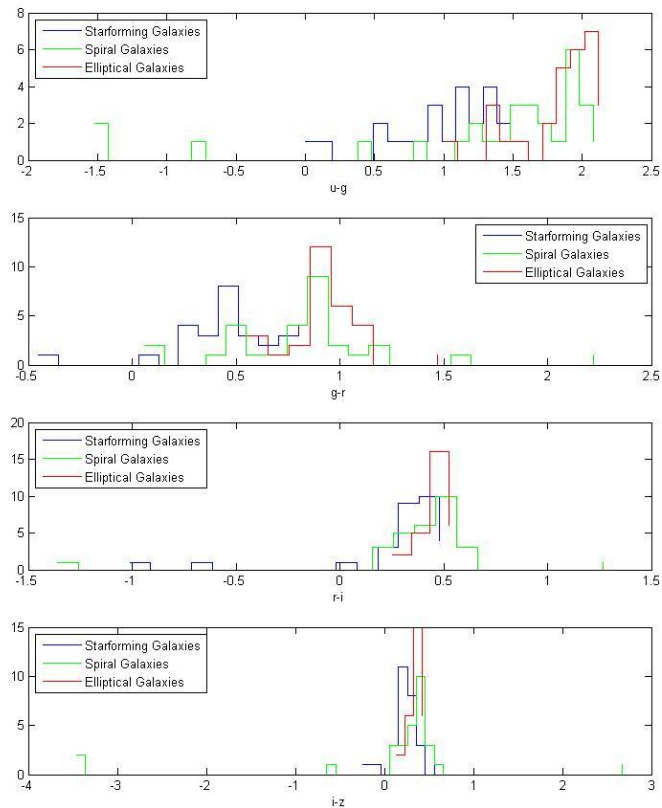 8
6
4
2
0
Starforming Galaxies
Spiral Galaxies
Elliptical Galaxies
-2 -1.5 -1 -0.5 0 0.5 1 1.5 2 2.5
u-g
15
10
5
0
Starforming Galaxies
Spiral Galaxies
Elliptical Galaxies
-0.5 0 0.5 1 1.5 2 2.5
g-r
20
15
10
5
0
Starforming Galaxies
Spiral Galaxies
Elliptical Galaxies
-1.5 -1 -0.5 0 0.5 1 1.5
r-i
15
10
5
0
Starforming Galaxies
Spiral Galaxies
Elliptical Galaxies
-4 -3 -2 -1 0 1 2 3
i-z